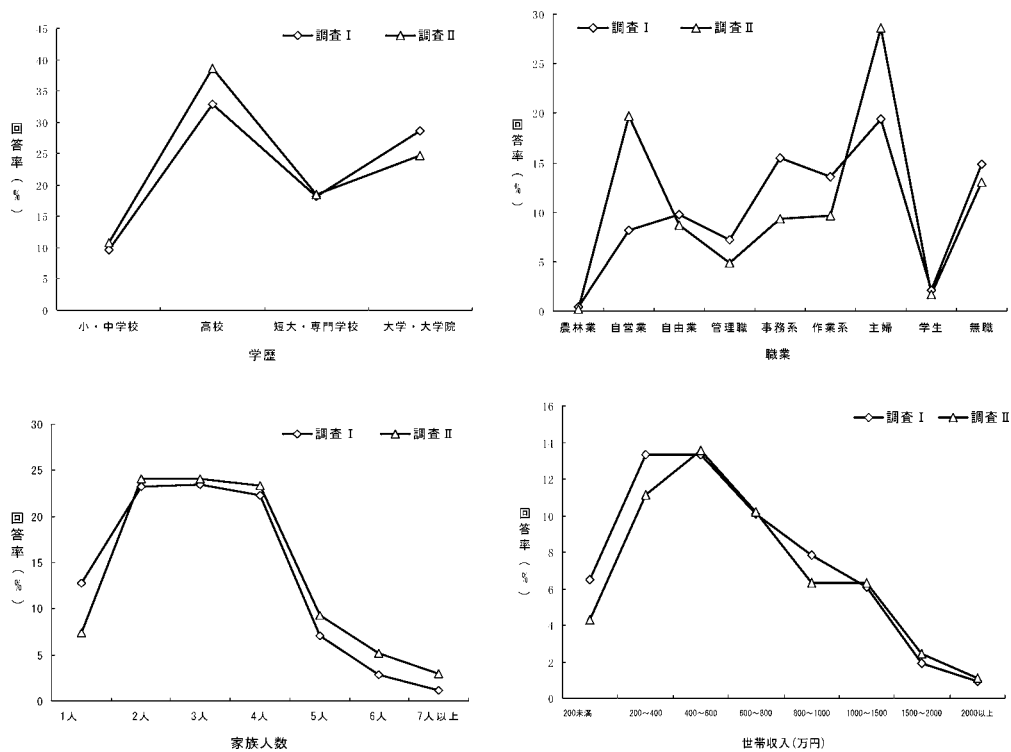 調査Ⅰ 調査Ⅱ
回答率(%)
45
40
35
30
25
20
15
10
5
0
小・中学校 高校 短大・専門学校 大学・大学院
学歴
調査Ⅰ 調査Ⅱ
回答率(%)
30
25
20
15
10
5
0
農林業 自営業 自由業 管理職 事務系 作業系 主婦 学生 無職
職業
調査Ⅰ 調査Ⅱ
回答率(%)
30
25
20
15
10
5
0
1人 2人 3人 4人 5人 6人 7人以上
家族人数
調査Ⅰ 調査Ⅱ
回答率(%)
16
14
12
10
8
6
4
2
0
200未満 200～400 400～600 600～800 800～1000 1000～1500 1500～2000 2000以上
世帯収入(万円)